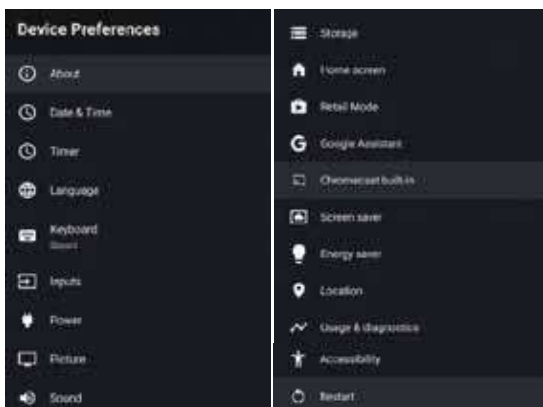 Device Preferences
About
Date & Time
Timer
Language
Keyboard
Inputs
Power
Picture
Sound
Storage
Home screen
Retail Mode
Google Assistant
Chromecast built-in
Screen saver
Energy saver
Location
Usage & diagnostics
Accessibility
Restart